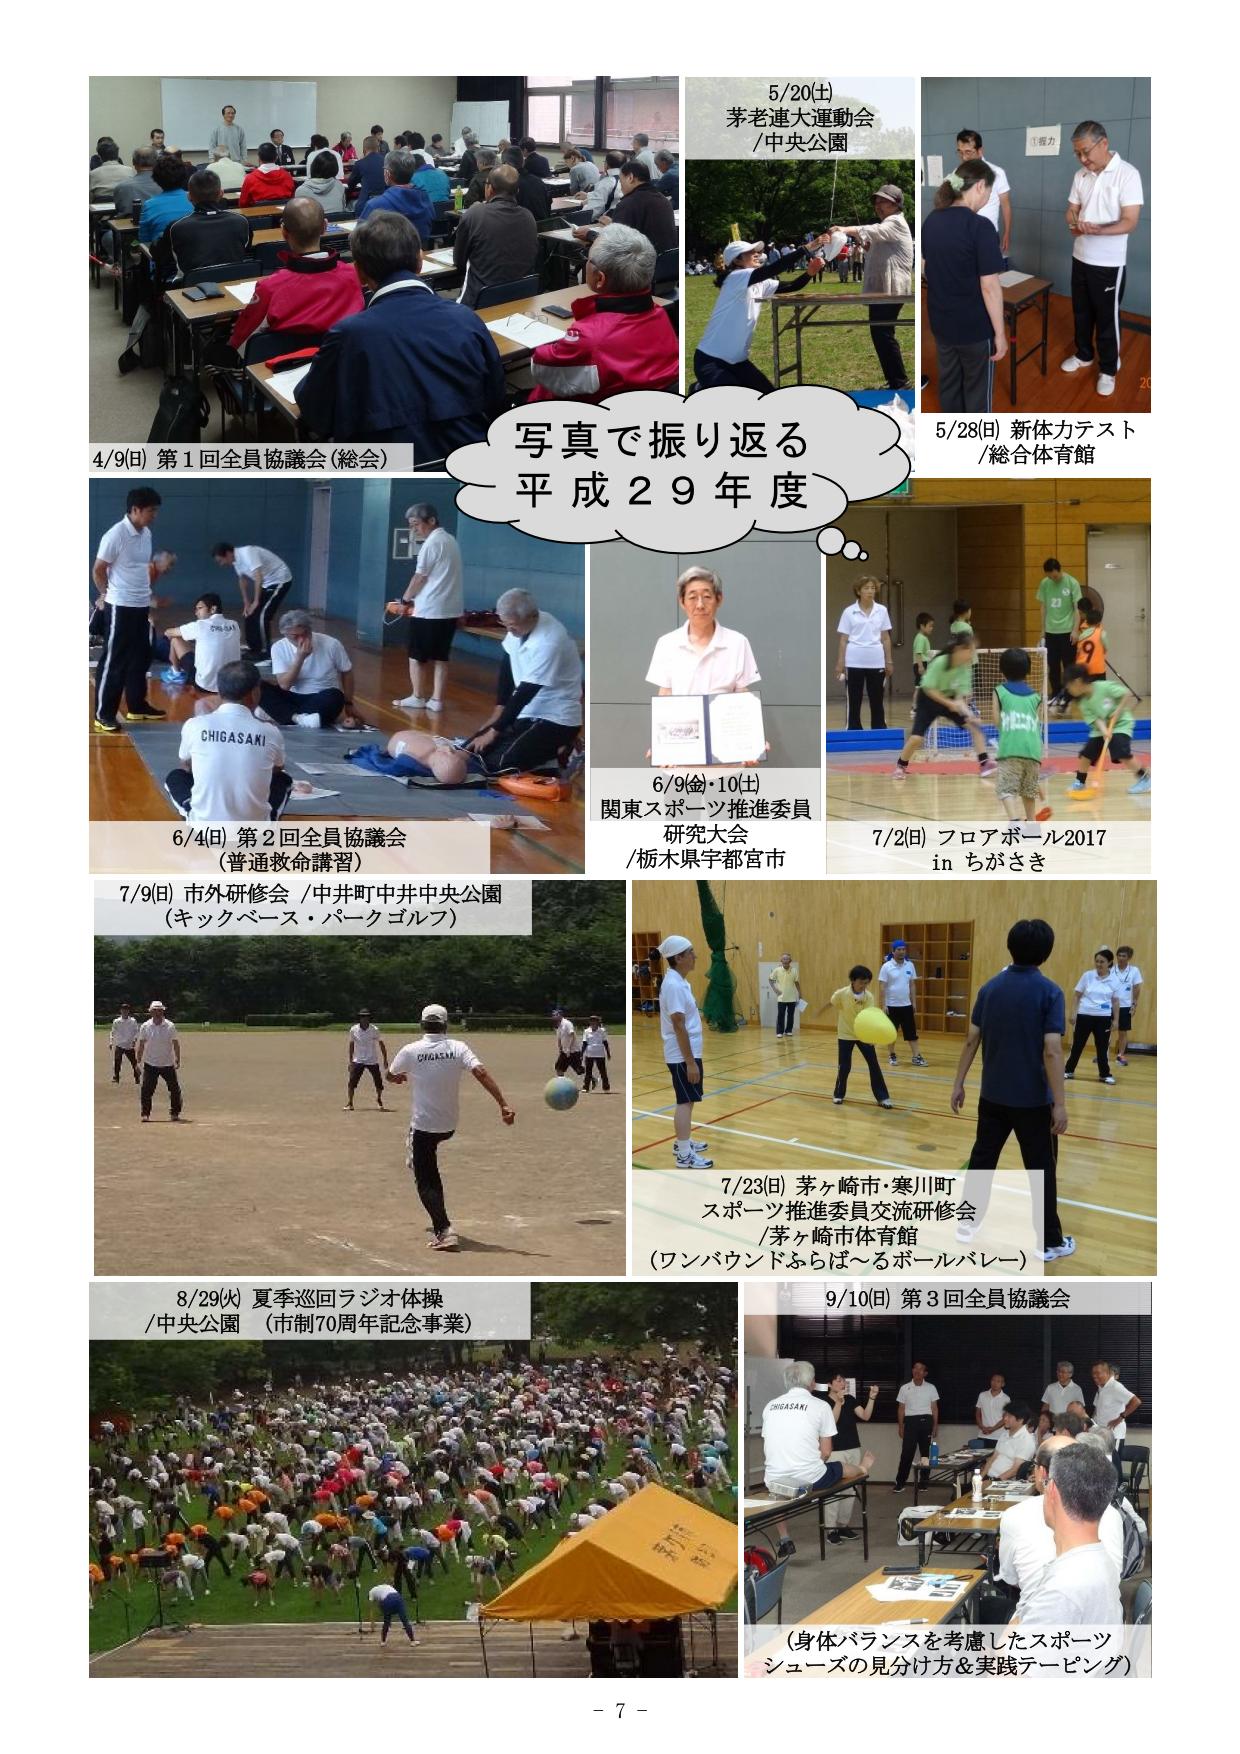 5/20(土)
茅老連大運動会
/中央公園
①握力
4/9(日) 第１回全員協議会(総会)
写真で振り返る
平成２９年度
5/28(日) 新体力テスト
/総合体育館
CHIGASAKI
23
9
6/4(日) 第２回全員協議会
(普通救命講習)
6/9(金)・10(土)
関東スポーツ推進委員
研究大会
/栃木県宇都宮市
7/2(日) フロアボール2017
in ちがさき
7/9(日) 市外研修会 /中井町中井中央公園
(キックベース・パークゴルフ)
CHIGASAKI
7/23(日) 茅ヶ崎市・寒川町
スポーツ推進委員交流研修会
/茅ヶ崎市体育館
(ワンバウンドふらば～るボールバレー)
8/29(火) 夏季巡回ラジオ体操
/中央公園 (市制70周年記念事業)
9/10(日) 第３回全員協議会
CHIGASAKI
(身体バランスを考慮したスポーツ
シューズの見分け方＆実践テーピング)
- 7 -